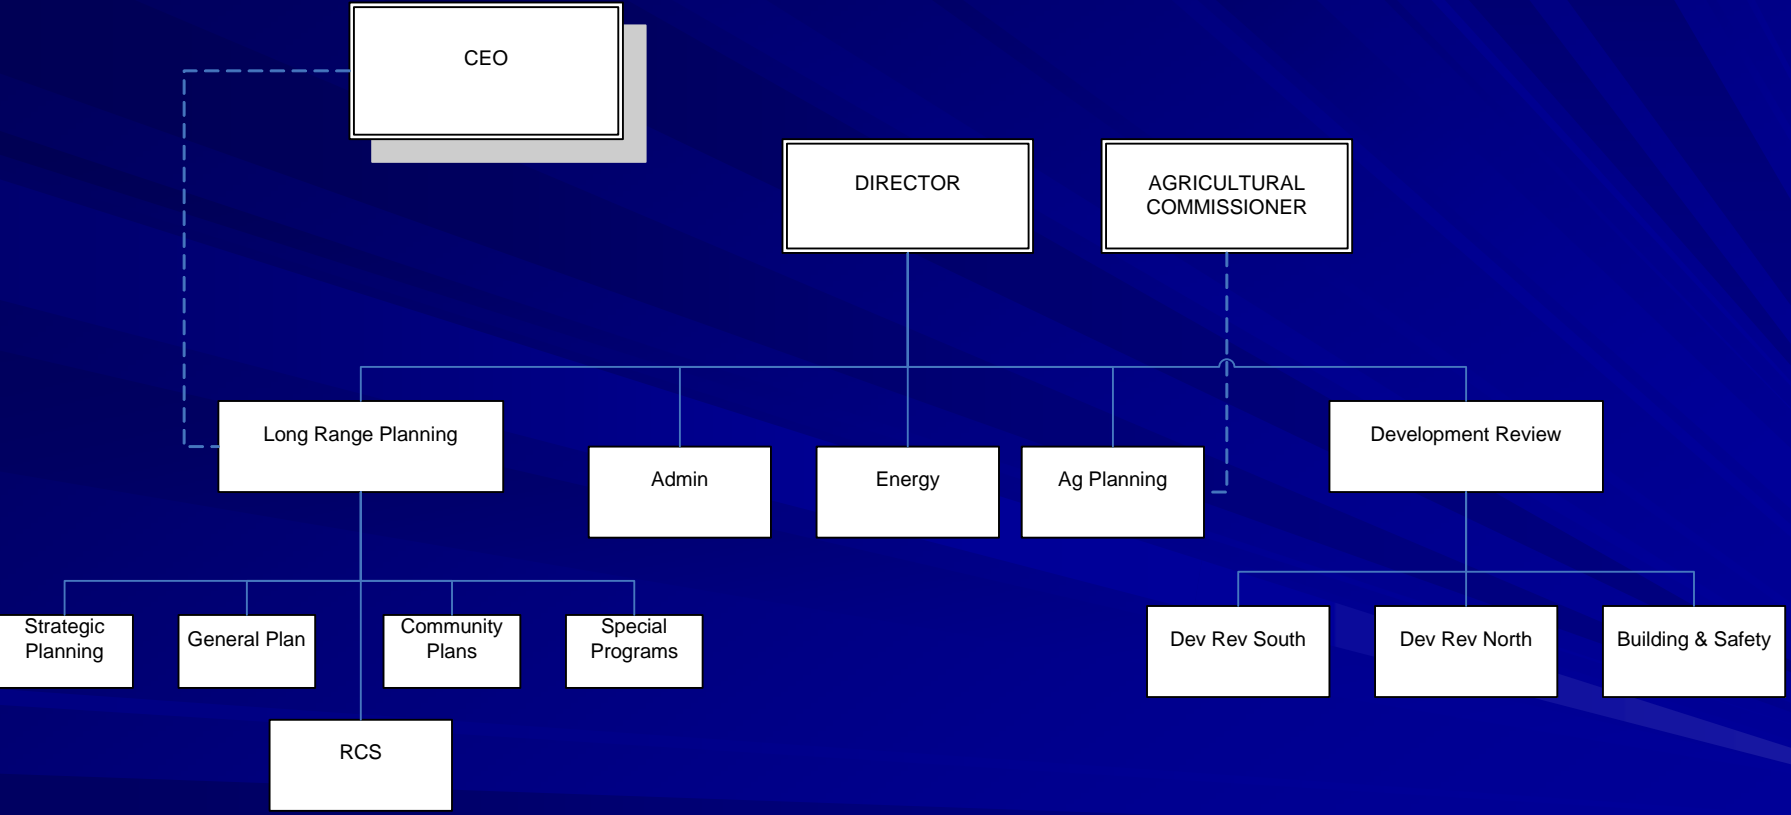 CEO
DIRECTOR
AGRICULTURAL
COMMISSIONER
Long Range Planning
Admin
Energy
Ag Planning
Development Review
Strategic
Planning
General Plan
Community
Plans
Special
Programs
Dev Rev South
Dev Rev North
Building & Safety
RCS